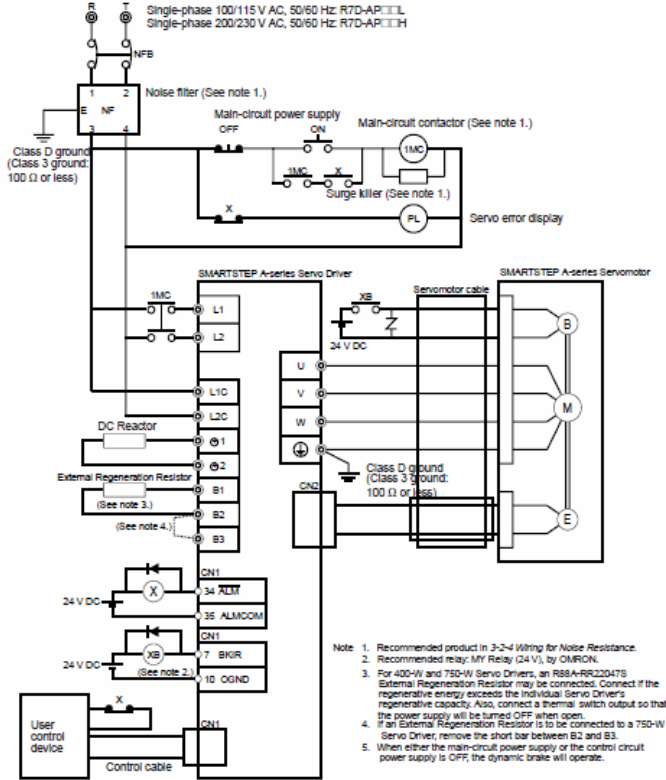 R T
Single-phase 100/115 V AC, 50/60 Hz: R7D-AP□□L
Single-phase 200/230 V AC, 50/60 Hz: R7D-AP□□H
NFB
1 2
Noise filter (See note 1.)
E NF
3 4
Main-circuit power supply
OFF ON
Main-circuit contactor (See note 1.)
1MC
Class D ground
(Class 3 ground:
100 Ω or less)
1MC X
Surge killer (See note 1.)
X
PL
Servo error display
SMARTSTEP A-series Servo Driver
SMARTSTEP A-series Servomotor
Servomotor cable
1MC
L1
L2
XB
24 V DC
B
U
V
W
M
L1C
L2C
DC Reactor
⊕1
⊕2
Class D ground
(Class 3 ground:
100 Ω or less)
External Regeneration Resistor
B1
(See note 3.)
B2
(See note 4.)
B3
CN2
E
CN1
X
34 ALM
24 V DC
35 ALMCOM
CN1
XB
7 BKIR
24 V DC
(See note 2.)
10 OGND
X
User
control
device
CN1
Control cable
Note 1. Recommended product in 3-2-4 Wiring for Noise Resistance.
2. Recommended relay: MY Relay (24 V), by OMRON.
3. For 400-W and 750-W Servo Drivers, an R88A-RR22047S
External Regeneration Resistor may be connected. Connect if the
regenerative energy exceeds the individual Servo Driver's
regenerative capacity. Also, connect a thermal switch output so that
the power supply will be turned OFF when open.
4. If an External Regeneration Resistor is to be connected to a 750-W
Servo Driver, remove the short bar between B2 and B3.
5. When either the main-circuit power supply or the control circuit
power supply is OFF, the dynamic brake will operate.